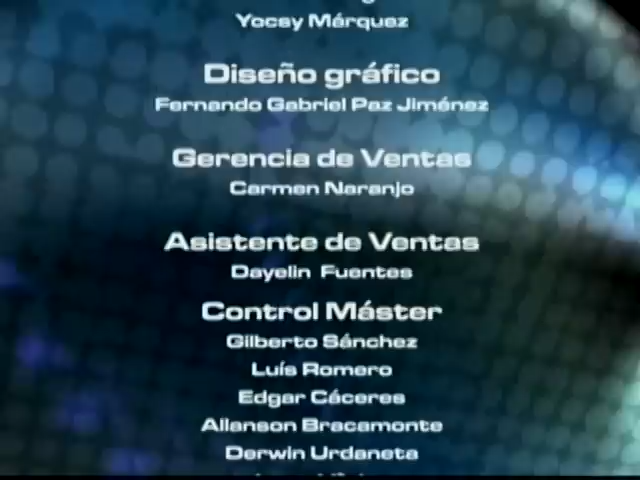 Yocsy Márquez
Diseño gráfico
Fernando Gabriel Paz Jiménez
Gerencia de Ventas
Carmen Naranjo
Asistente de Ventas
Dayelin Fuentes
Control Máster
Gilberto Sánchez
Luís Romero
Edgar Cáceres
Allanson Bracamonte
Derwin Urdaneta